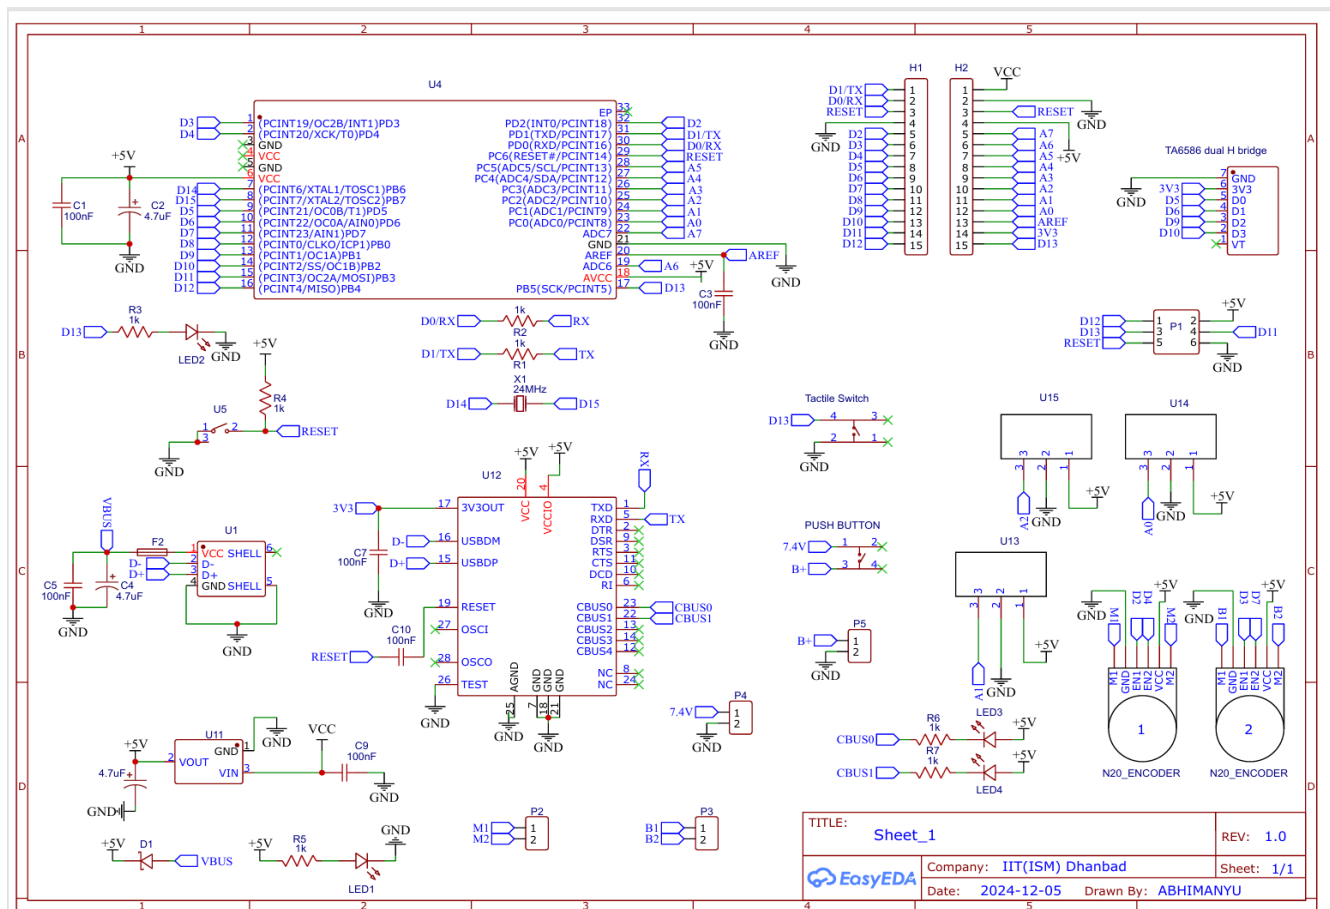 1 2 3 4 5
A
B
C
D
U4
EP 33
D3 1 (PCINT19/OC2B/INT1)PD3
D4 2 (PCINT20/XCK/T0)PD4
3 GND
4 VCC
5 GND
6 VCC
D14 7 (PCINT6/XTAL1/TOSC1)PB6
D15 8 (PCINT7/XTAL2/TOSC2)PB7
D5 9 (PCINT21/OC0B/T1)PD5
D6 10 (PCINT22/OC0A/AIN0)PD6
D7 11 (PCINT23/AIN1)PD7
D8 12 (PCINT0/CLKO/ICP1)PB0
D9 13 (PCINT1/OC1A)PB1
D10 14 (PCINT2/SS/OC1B)PB2
D11 15 (PCINT3/OC2A/MOSI)PB3
D12 16 (PCINT4/MISO)PB4
PD2(INT0/PCINT18) 32 D2
PD1(TXD/PCINT17) 31 D1/TX
PD0(RXD/PCINT16) 30 D0/RX
PC6(RESET#/PCINT14) 29 RESET
PC5(ADC5/SCL/PCINT13) 28 A5
PC4(ADC4/SDA/PCINT12) 27 A4
PC3(ADC3/PCINT11) 26 A3
PC2(ADC2/PCINT10) 25 A2
PC1(ADC1/PCINT9) 24 A1
PC0(ADC0/PCINT8) 23 A0
ADC7 22 A7
GND 21
AREF 20 AREF
ADC6 19 A6
AVCC 18 +5V
PB5(SCK/PCINT5) 17 D13
GND
C3
100nF
GND
+5V
C1
100nF
C2
4.7uF
GND
H1
D1/TX 1
D0/RX 2
RESET 3
GND 4
D2 5
D3 6
D4 7
D5 8
D6 9
D7 10
D8 11
D9 12
D10 13
D11 14
D12 15
H2
1 VCC
2 GND
3 RESET
4 +5V
5 A7
6 A6
7 A5
8 A4
9 A3
10 A2
11 A1
12 A0
13 AREF
14 3V3
15 D13
TA6586 dual H bridge
GND 7 GND
3V3 6 3V3
D5 5 D0
D6 4 D1
D9 3 D2
D10 2 D3
1 VT
D13
R3
1k
LED2
GND
D0/RX 1k RX
R2
D1/TX 1k TX
R1
X1
24MHz
D14 D15
+5V
R4
1k
U5
1 2
3
RESET
GND
P1
D12 1 2 +5V
D13 3 4 D11
RESET 5 6 GND
Tactile Switch
D13 4 3
2 1
GND
U15
3 2 1
3 2 1
A2 GND +5V
U14
3 2 1
3 2 1
A0 GND +5V
U13
3 2 1
3 2 1
A1 GND +5V
U12
+5V +5V
20 4
VCC VCCIO
3V3 17 3V3OUT
D- 16 USBDM
D+ 15 USBDP
19 RESET
27 OSCI
28 OSCO
26 TEST
C7
100nF
GND
C10
100nF
RESET
GND
TXD 1 RX
RXD 5 TX
DTR 2
DSR 9
RTS 3
CTS 11
DCD 10
RI 6
CBUS0 23 CBUS0
CBUS1 22 CBUS1
CBUS2 13
CBUS3 14
CBUS4 12
NC 8
NC 24
AGND GND GND GND
25 7 18 21
GND GND
VBUS
F2
U1
1 VCC SHELL 6
D- 2 D-
D+ 3 D+
4 GND SHELL 5
C5
100nF
C4
4.7uF
GND
GND
PUSH BUTTON
7.4V 1 2
B+ 3 4
P5
B+ 1
2
GND
P4
7.4V 1
2
GND
GND M1 D2 D4 +5V M2
M1 GND EN1 EN2 VCC M2
1
N20_ENCODER
GND B1 D3 D7 +5V B2
M1 GND EN1 EN2 VCC M2
2
N20_ENCODER
CBUS0 R6 1k LED3 +5V
CBUS1 R7 1k LED4 +5V
U11
+5V
2 VOUT
GND 1
VIN 3
GND
VCC
C9
100nF
GND
4.7uF
GND
+5V D1 VBUS
+5V R5 1k LED1 GND
P2
M1 1
M2 2
P3
B1 1
B2 2
TITLE:
Sheet_1
REV: 1.0
EasyEDA
Company: IIT(ISM) Dhanbad
Sheet: 1/1
Date: 2024-12-05 Drawn By: ABHIMANYU
A
B
C
D
1 2 3 4 5